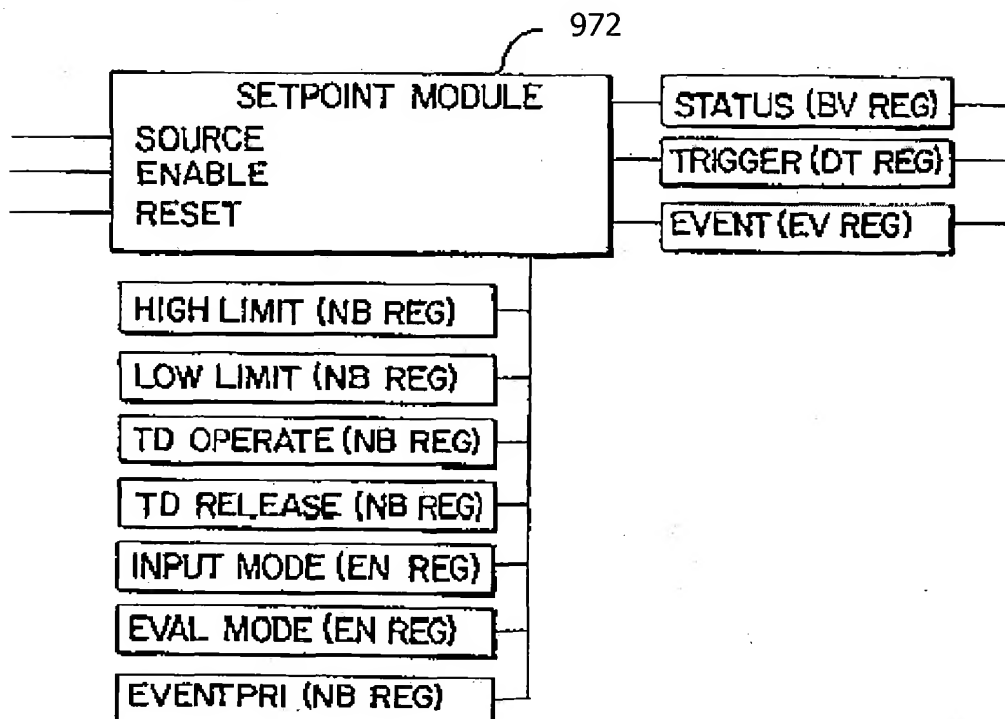 972
SETPOINT MODULE
SOURCE
ENABLE
RESET
STATUS (BV REG)
TRIGGER (DT REG)
EVENT (EV REG)
HIGH LIMIT (NB REG)
LOW LIMIT (NB REG)
TD OPERATE (NB REG)
TD RELEASE (NB REG)
INPUT MODE (EN REG)
EVAL MODE (EN REG)
EVENTPRI (NB REG)